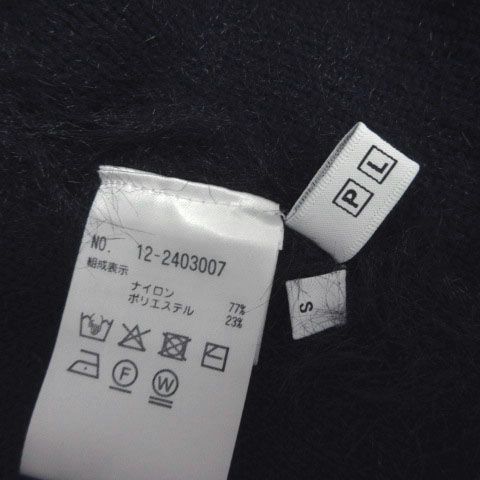 NO. 12-2403007
組成表示
ナイロン 77%
ポリエステル 23%
F W
P L
S